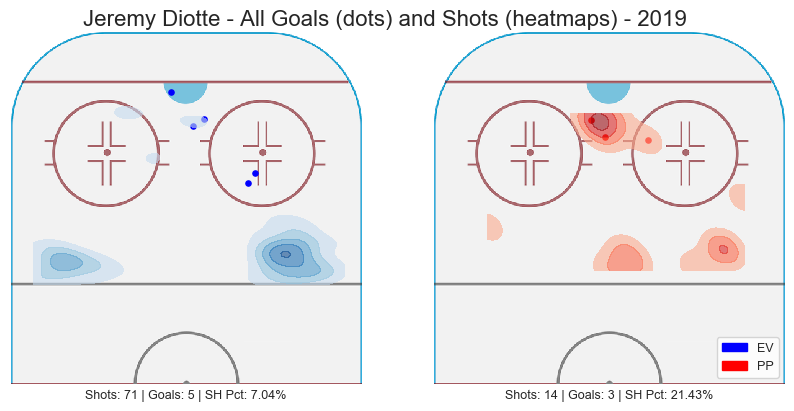 Jeremy Diotte - All Goals (dots) and Shots (heatmaps) - 2019
EV
PP
Shots: 71 | Goals: 5 | SH Pct: 7.04%
Shots: 14 | Goals: 3 | SH Pct: 21.43%